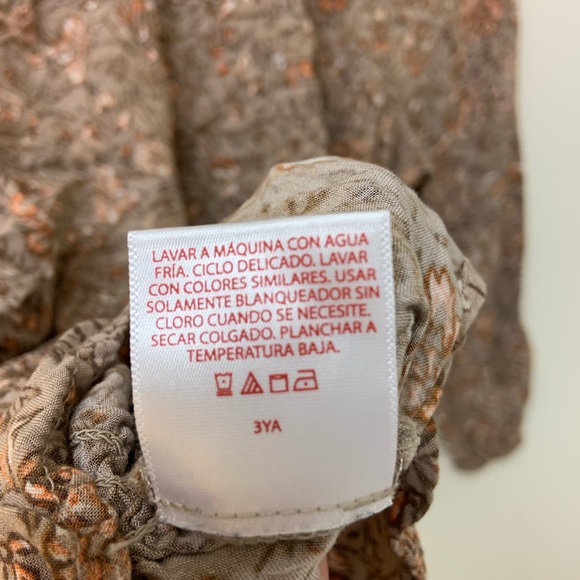 LAVAR A MÁQUINA CON AGUA
FRÍA. CICLO DELICADO. LAVAR
CON COLORES SIMILARES. USAR
SOLAMENTE BLANQUEADOR SIN
CLORO CUANDO SE NECESITE.
SECAR COLGADO. PLANCHAR A
TEMPERATURA BAJA.
3YA